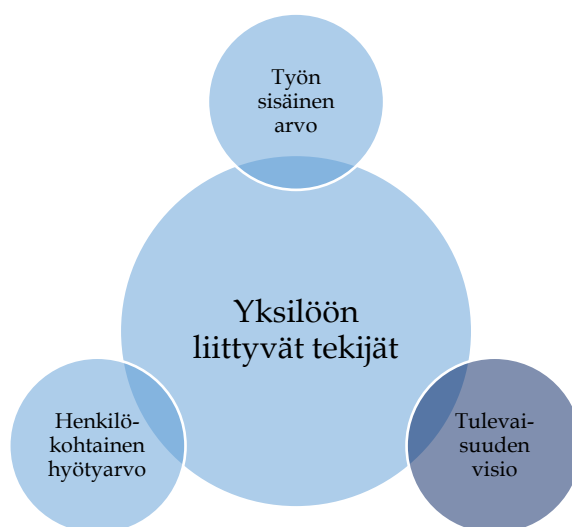 Työn
sisäinen
arvo
Yksilöön
liittyvät tekijät
Henkilö-
kohtainen
hyötyarvo
Tulevai-
suuden
visio